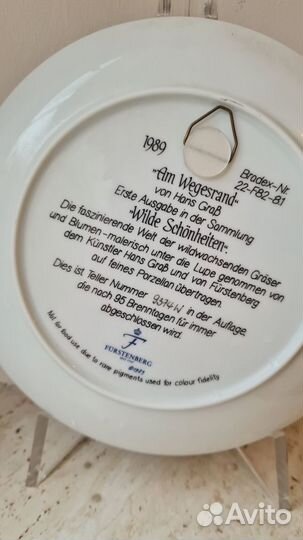 1989
Bradex-Nr.
22-F82-81
"Am Wegesrand"
von Hans Graß
Erste Ausgabe in der Sammlung
"Wilde Schönheiten":
Die faszinierende Welt der wildwachsenden Gräser
und Blumen - malerisch unter die Lupe genommen von
dem Künstler Hans Graß und von Fürstenberg
auf feines Porzellan übertragen.
Dies ist Teller Nummer in der Auflage.
die nach 95 Brenntagen für immer
abgeschlossen wird.
F
FÜRSTENBERG
Not for food use due to rare pigments used for colour fidelity
Avito